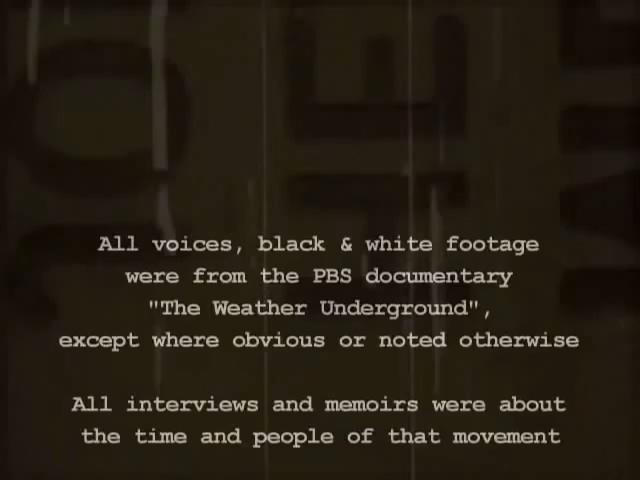 All voices, black & white footage
were from the PBS documentary
"The Weather Underground",
except where obvious or noted otherwise
All interviews and memoirs were about
the time and people of that movement